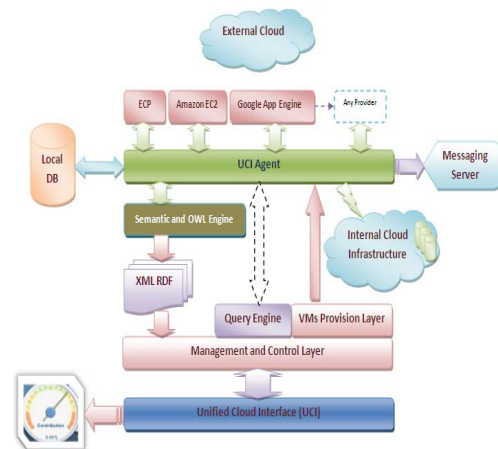 External Cloud
ECP
Amazon EC2
Google App Engine
Any Provider
Local
DB
UCI Agent
Messaging
Server
Semantic and OWL Engine
Internal Cloud
Infrastructure
XML RDF
Query Engine
VMs Provision Layer
Management and Control Layer
Unified Cloud Interface (UCI)